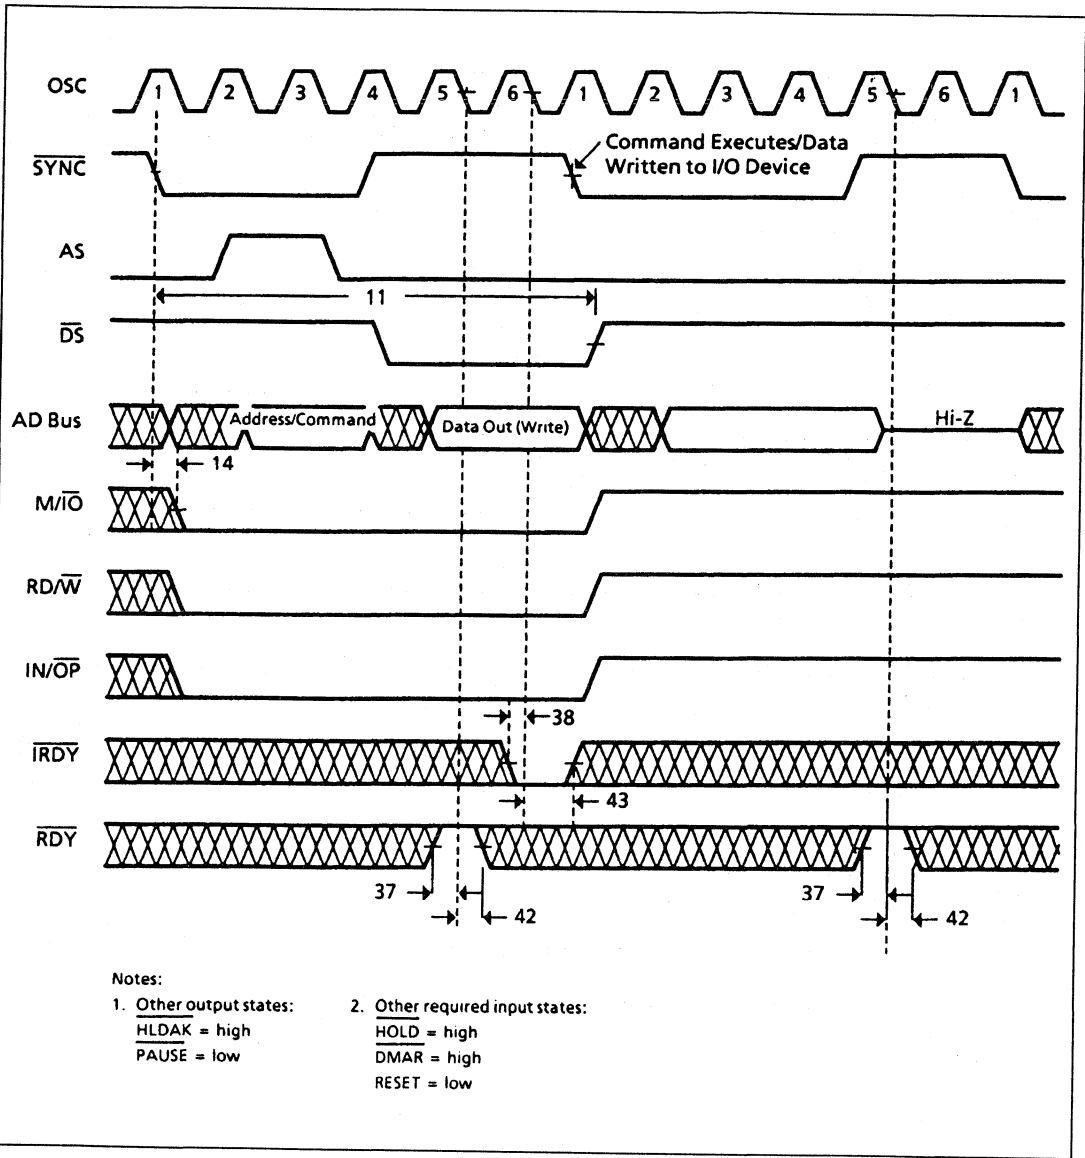 OSC 1 2 3 4 5 6 1 2 3 4 5 6 1
SYNC
Command Executes/Data
Written to I/O Device
AS
11
DS
AD Bus Address/Command Data Out (Write) Hi-Z
14
M/IO
RD/W
IN/OP
38
IRDY
43
RDY
37 42 37 42
Notes:
1. Other output states:
HLDAK = high
PAUSE = low
2. Other required input states:
HOLD = high
DMAR = high
RESET = low